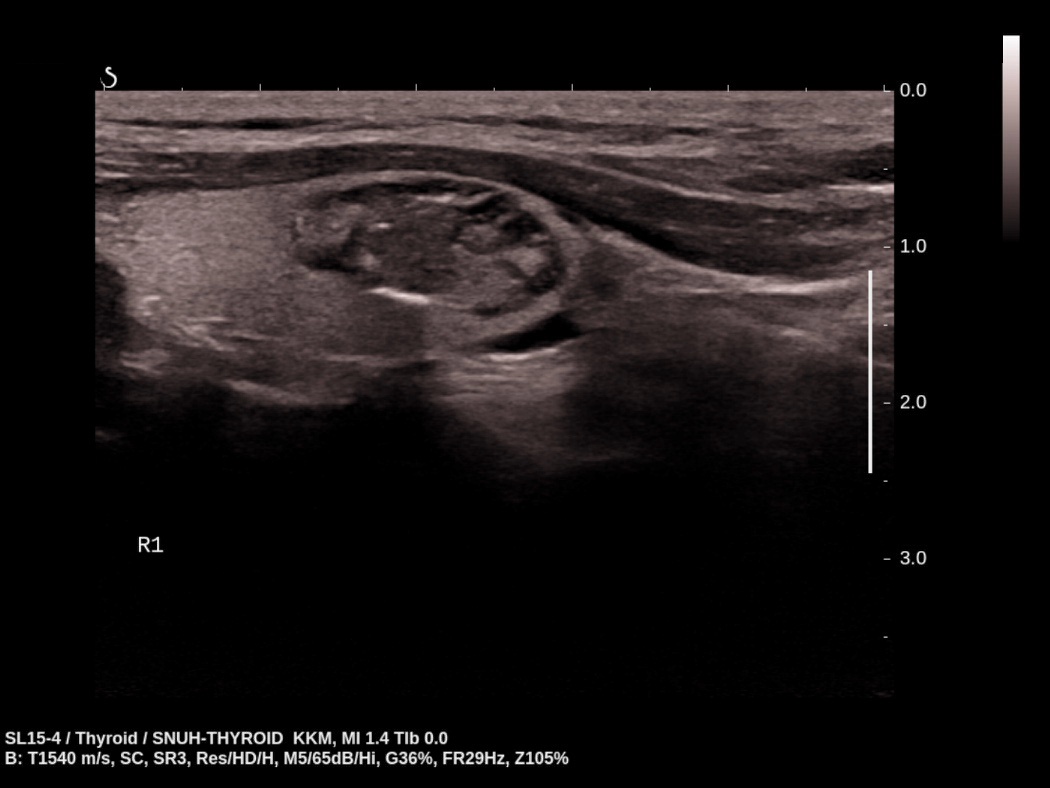 S
0.0
1.0
2.0
3.0
R1
SL15-4 / Thyroid / SNUH-THYROID KKM, MI 1.4 TIb 0.0
B: T1540 m/s, SC, SR3, Res/HD/H, M5/65dB/Hi, G36%, FR29Hz, Z105%